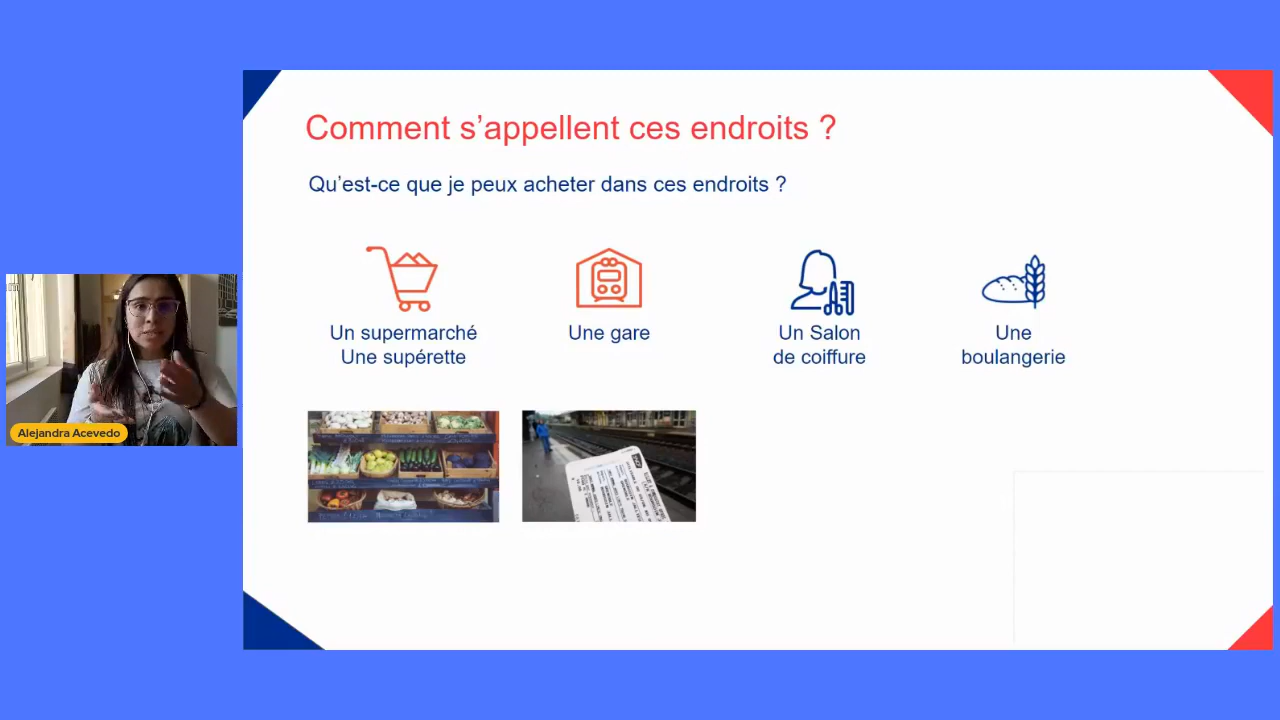 Comment s’appellent ces endroits ?
Qu’est-ce que je peux acheter dans ces endroits ?
Un supermarché
Une supérette
Une gare
Un Salon
de coiffure
Une
boulangerie
Alejandra Acevedo